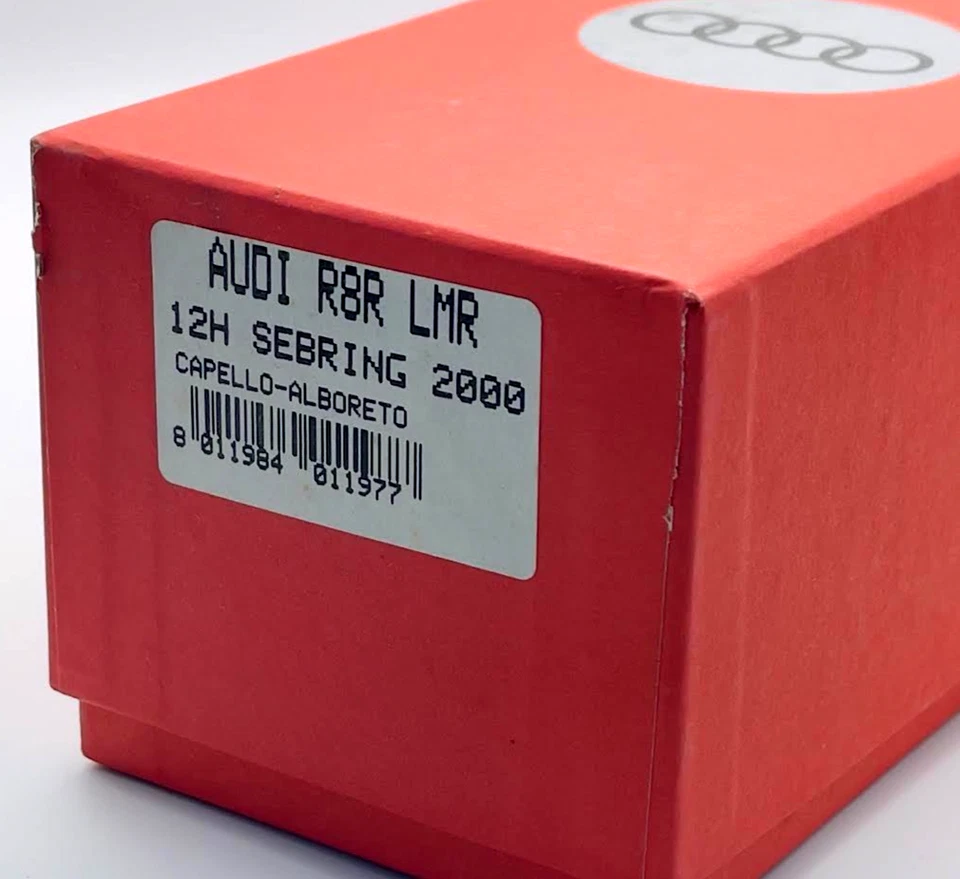 AUDI R8R LMR
12H SEBRING 2000
CAPELLO-ALBORETO
8 011984 011977